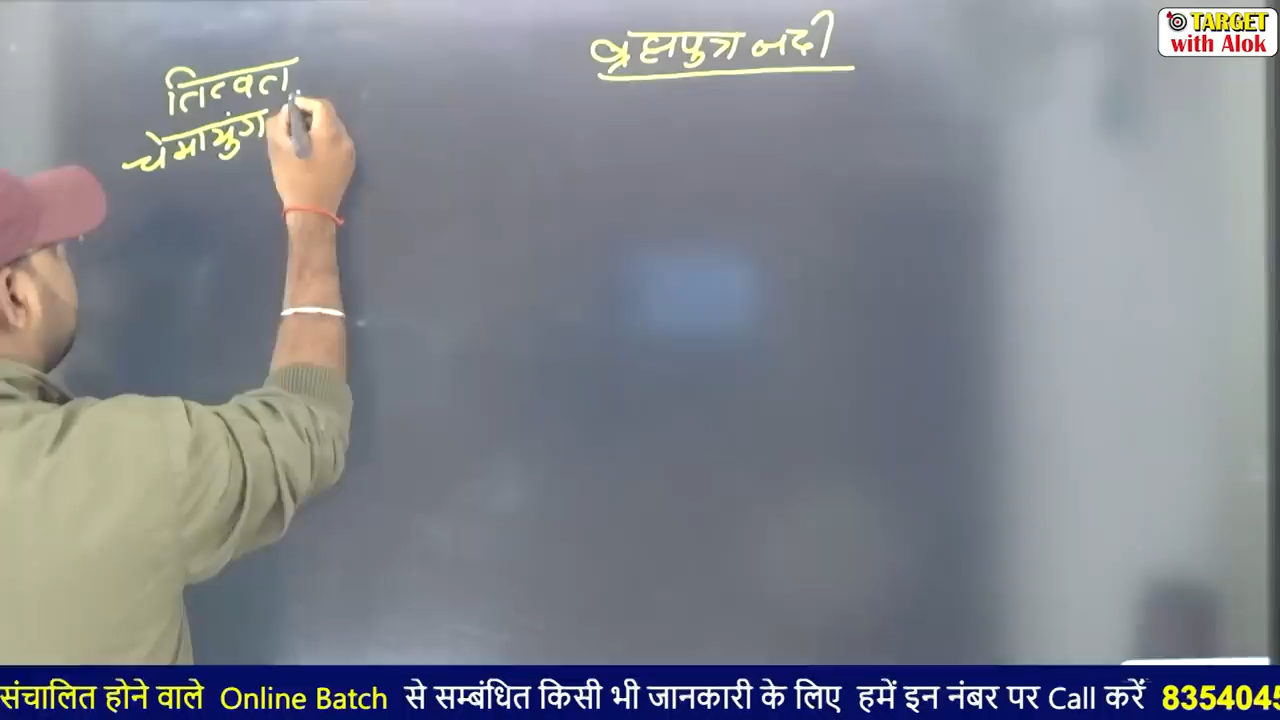 TARGET
with Alok
ब्रह्मपुत्र नदी
तिब्बत
चेमायुंग
संचालित होने वाले Online Batch से सम्बंधित किसी भी जानकारी के लिए हमें इन नंबर पर Call करें 8354045